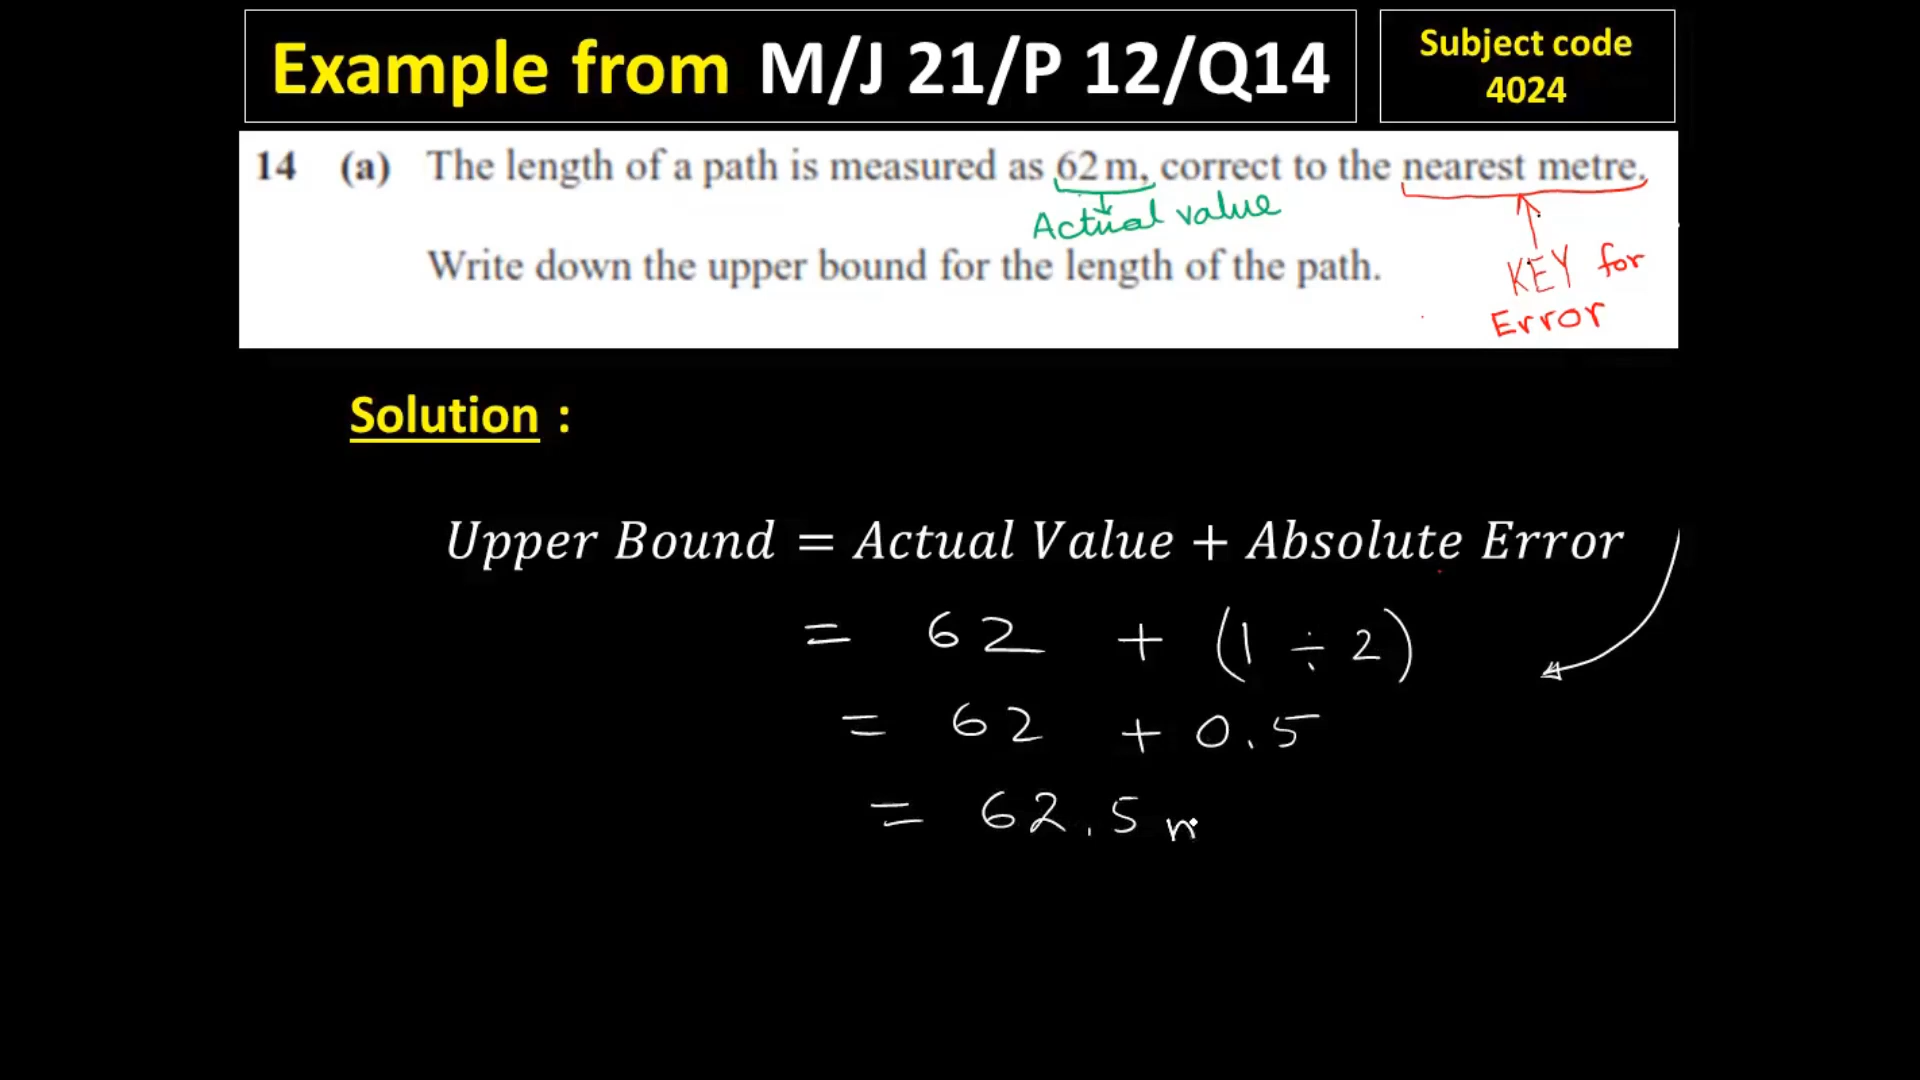 Example from M/J 21/P 12/Q14
Subject code
4024
14 (a) The length of a path is measured as 62 m, correct to the nearest metre.
Actual value
Write down the upper bound for the length of the path.
KEY for
Error
Solution :
Upper Bound = Actual Value + Absolute Error
= 62 + (1 ÷ 2)
= 62 + 0.5
= 62.5